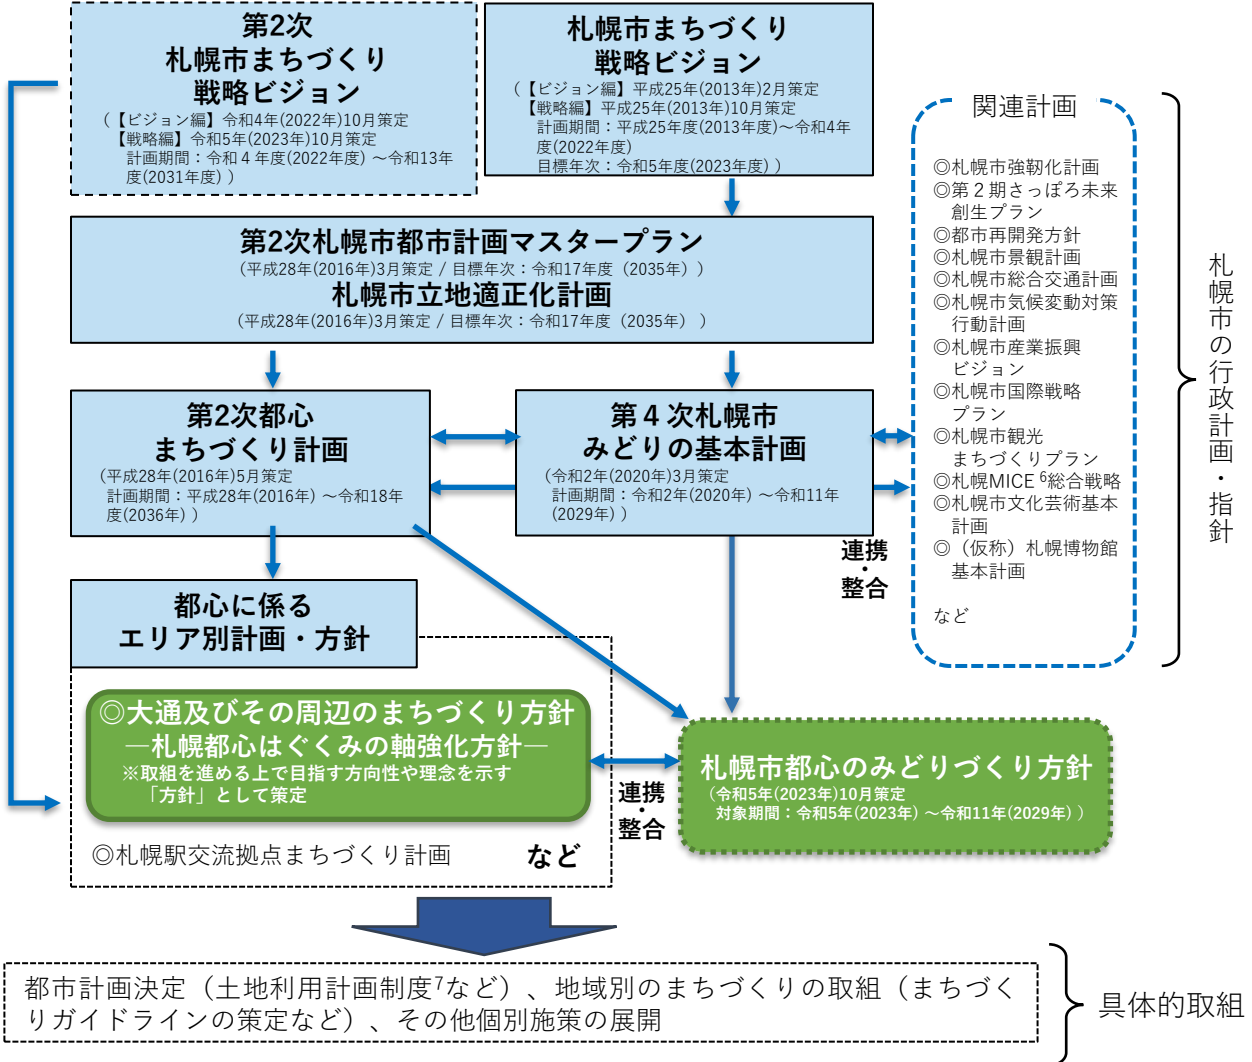 第2次
札幌市まちづくり
戦略ビジョン
(【ビジョン編】令和4年(2022年)10月策定
【戦略編】令和5年(2023年)10月策定
計画期間：令和４年度(2022年度) ～令和13年
度(2031年度) )
札幌市まちづくり
戦略ビジョン
(【ビジョン編】平成25年(2013年)2月策定
【戦略編】平成25年(2013年)10月策定
計画期間：平成25年度(2013年度)～令和4年
度(2022年度)
目標年次：令和5年度(2023年度) )
第2次札幌市都市計画マスタープラン
(平成28年(2016年)3月策定 / 目標年次：令和17年度（2035年）)
札幌市立地適正化計画
(平成28年(2016年)3月策定 / 目標年次：令和17年度（2035年） )
第2次都心
まちづくり計画
(平成28年(2016年)5月策定
計画期間：平成28年(2016年) ～令和18年
度(2036年) )
第４次札幌市
みどりの基本計画
(令和2年(2020年)3月策定
計画期間：令和2年(2020年) ～令和11年
(2029年) )
連携
・
整合
都心に係る
エリア別計画・方針
◎大通及びその周辺のまちづくり方針
―札幌都心はぐくみの軸強化方針―
※取組を進める上で目指す方向性や理念を示す
「方針」として策定
◎札幌駅交流拠点まちづくり計画
など
連携
・
整合
札幌市都心のみどりづくり方針
(令和5年(2023年)10月策定
対象期間：令和5年(2023年) ～令和11年(2029年) )
関連計画
◎札幌市強靭化計画
◎第２期さっぽろ未来
創生プラン
◎都市再開発方針
◎札幌市景観計画
◎札幌市総合交通計画
◎札幌市気候変動対策
行動計画
◎札幌市産業振興
ビジョン
◎札幌市国際戦略
プラン
◎札幌市観光
まちづくりプラン
◎札幌MICE 6総合戦略
◎札幌市文化芸術基本
計画
◎（仮称）札幌博物館
基本計画
など
札幌市の行政計画・指針
都市計画決定（土地利用計画制度7など）、地域別のまちづくりの取組（まちづく
りガイドラインの策定など）、その他個別施策の展開
具体的取組